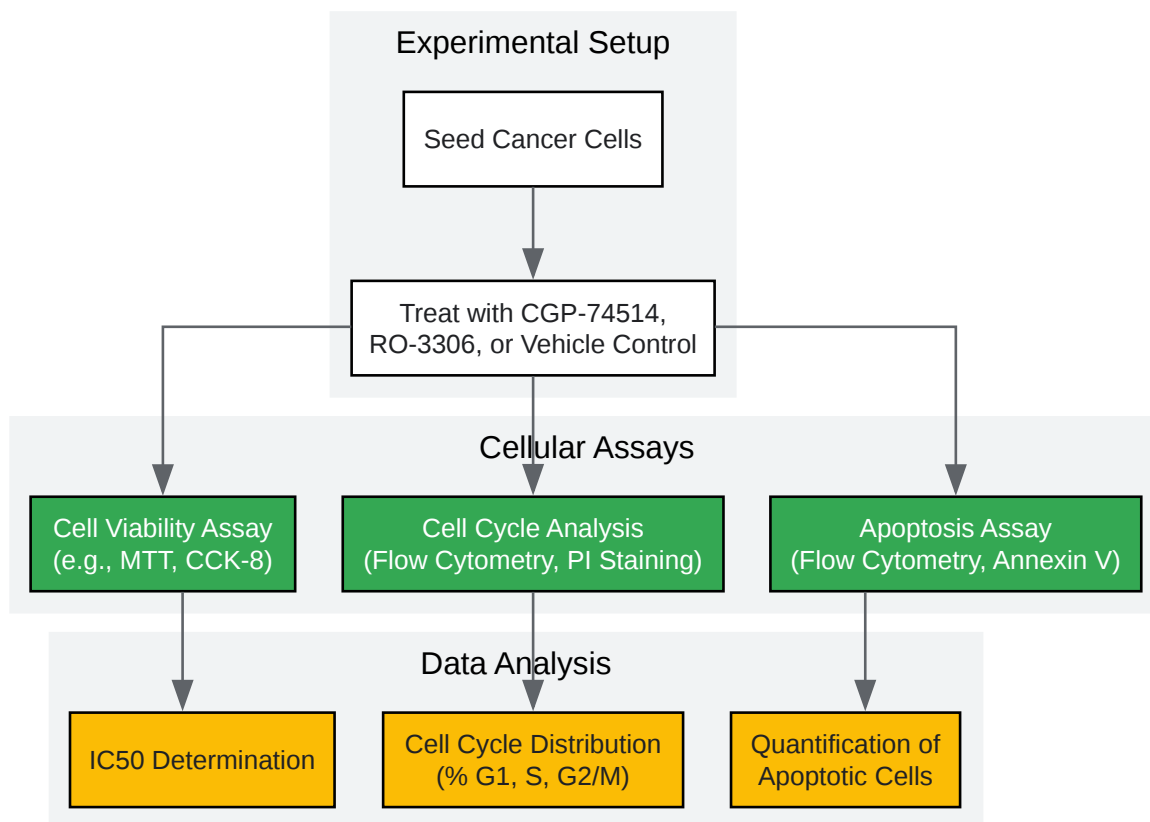 Experimental Setup
Seed Cancer Cells
Treat with CGP-74514,
RO-3306, or Vehicle Control
Cellular Assays
Cell Viability Assay
(e.g., MTT, CCK-8)
Cell Cycle Analysis
(Flow Cytometry, PI Staining)
Apoptosis Assay
(Flow Cytometry, Annexin V)
Data Analysis
IC50 Determination
Cell Cycle Distribution
(% G1, S, G2/M)
Quantification of
Apoptotic Cells